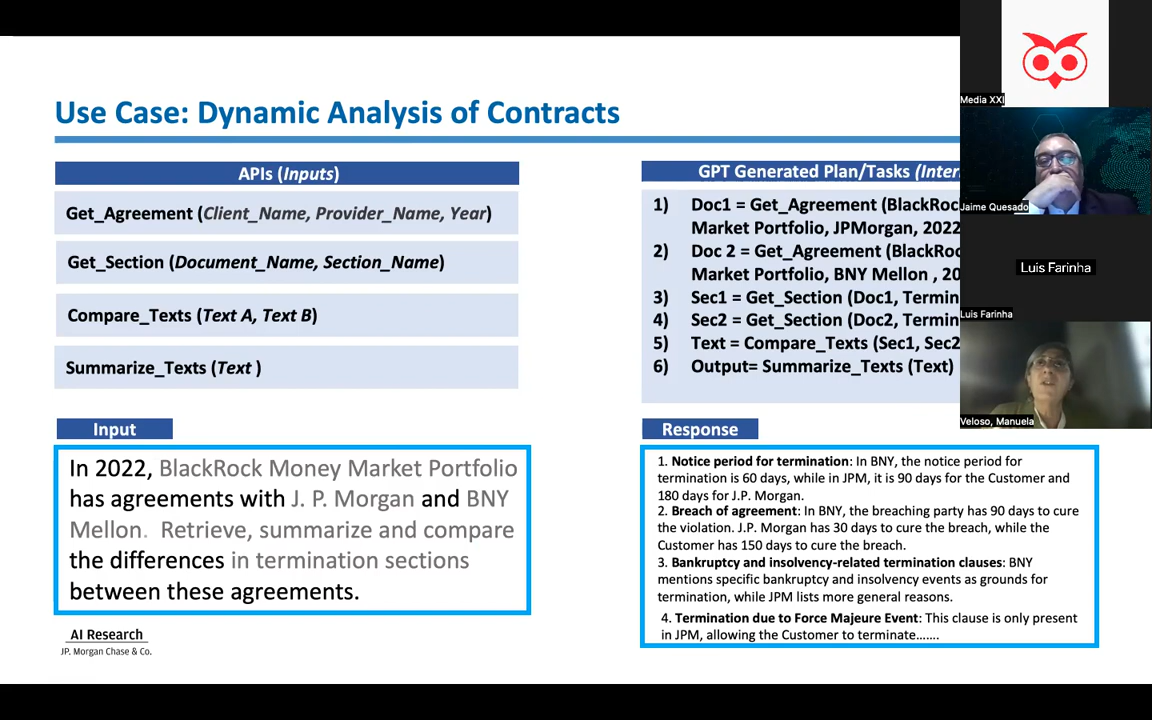 Use Case: Dynamic Analysis of Contracts
APIs (Inputs)
Get_Agreement (Client_Name, Provider_Name, Year)
Get_Section (Document_Name, Section_Name)
Compare_Texts (Text A, Text B)
Summarize_Texts (Text )
Input
In 2022, BlackRock Money Market Portfolio
has agreements with J. P. Morgan and BNY
Mellon. Retrieve, summarize and compare
the differences in termination sections
between these agreements.
AI Research
JP. Morgan Chase & Co.
GPT Generated Plan/Tasks (Inter
1) Doc1 = Get_Agreement (BlackRoc
Market Portfolio, JPMorgan, 2022
2) Doc 2 = Get_Agreement (BlackRo
Market Portfolio, BNY Mellon , 20
3) Sec1 = Get_Section (Doc1, Termin
4) Sec2 = Get_Section (Doc2, Termin
5) Text = Compare_Texts (Sec1, Sec2
6) Output= Summarize_Texts (Text)
Response
1. Notice period for termination: In BNY, the notice period for
termination is 60 days, while in JPM, it is 90 days for the Customer and
180 days for J.P. Morgan.
2. Breach of agreement: In BNY, the breaching party has 90 days to cure
the violation. J.P. Morgan has 30 days to cure the breach, while the
Customer has 150 days to cure the breach.
3. Bankruptcy and insolvency-related termination clauses: BNY
mentions specific bankruptcy and insolvency events as grounds for
termination, while JPM lists more general reasons.
4. Termination due to Force Majeure Event: This clause is only present
in JPM, allowing the Customer to terminate.......
Media XXI
Jaime Quesado
Luis Farinha
Luis Farinha
Veloso, Manuela